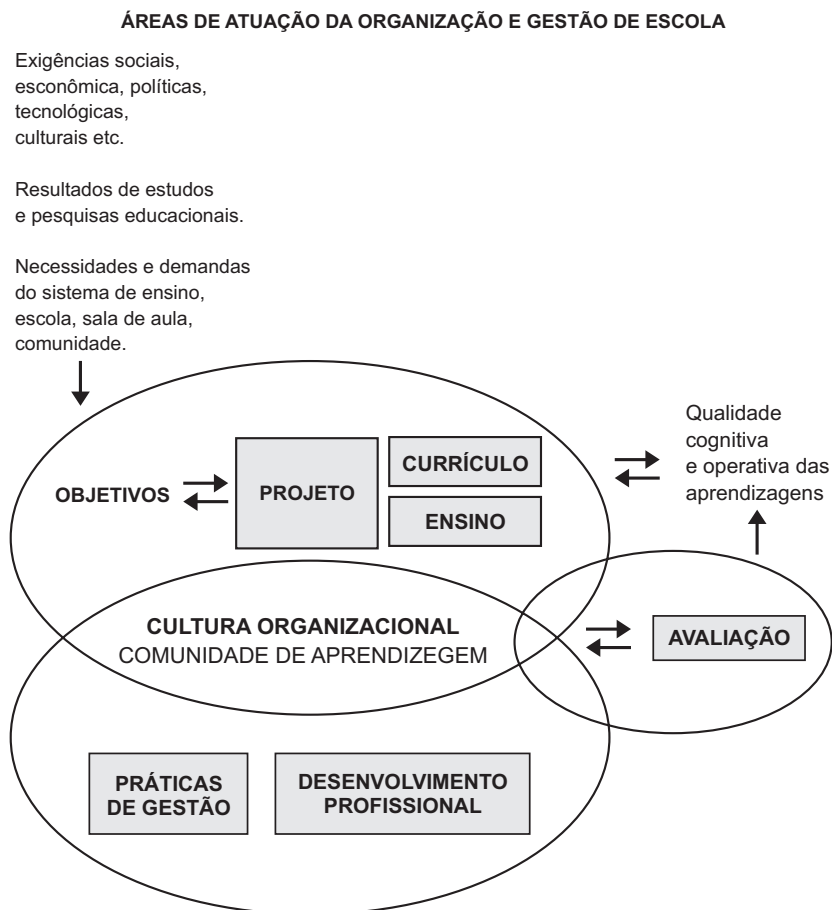 ÁREAS DE ATUAÇÃO DA ORGANIZAÇÃO E GESTÃO DE ESCOLA
Exigências sociais,
esconômica, políticas,
tecnológicas,
culturais etc.
Resultados de estudos
e pesquisas educacionais.
Necessidades e demandas
do sistema de ensino,
escola, sala de aula,
comunidade.
OBJETIVOS
PROJETO
CURRÍCULO
ENSINO
Qualidade
cognitiva
e operativa das
aprendizagens
CULTURA ORGANIZACIONAL
COMUNIDADE DE APRENDIZEGEM
AVALIAÇÃO
PRÁTICAS
DE GESTÃO
DESENVOLVIMENTO
PROFISSIONAL